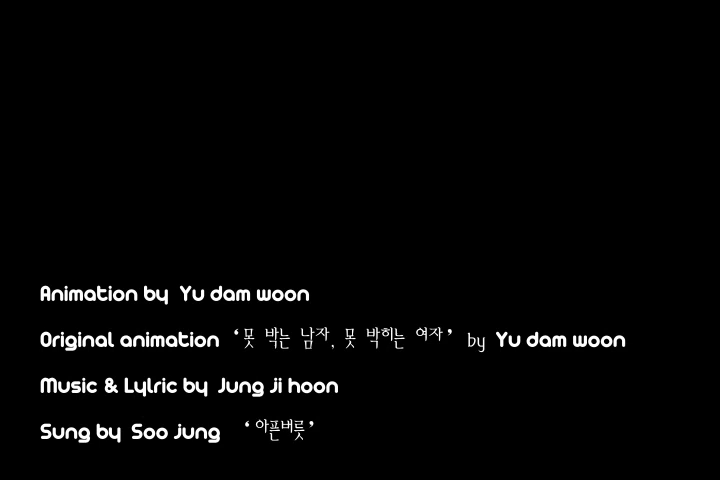 Animation by Yu dam woon
Original animation ‘못 박는 남자, 못 박히는 여자’ by Yu dam woon
Music & Lylric by Jung ji hoon
Sung by Soo jung ‘아픈버릇’